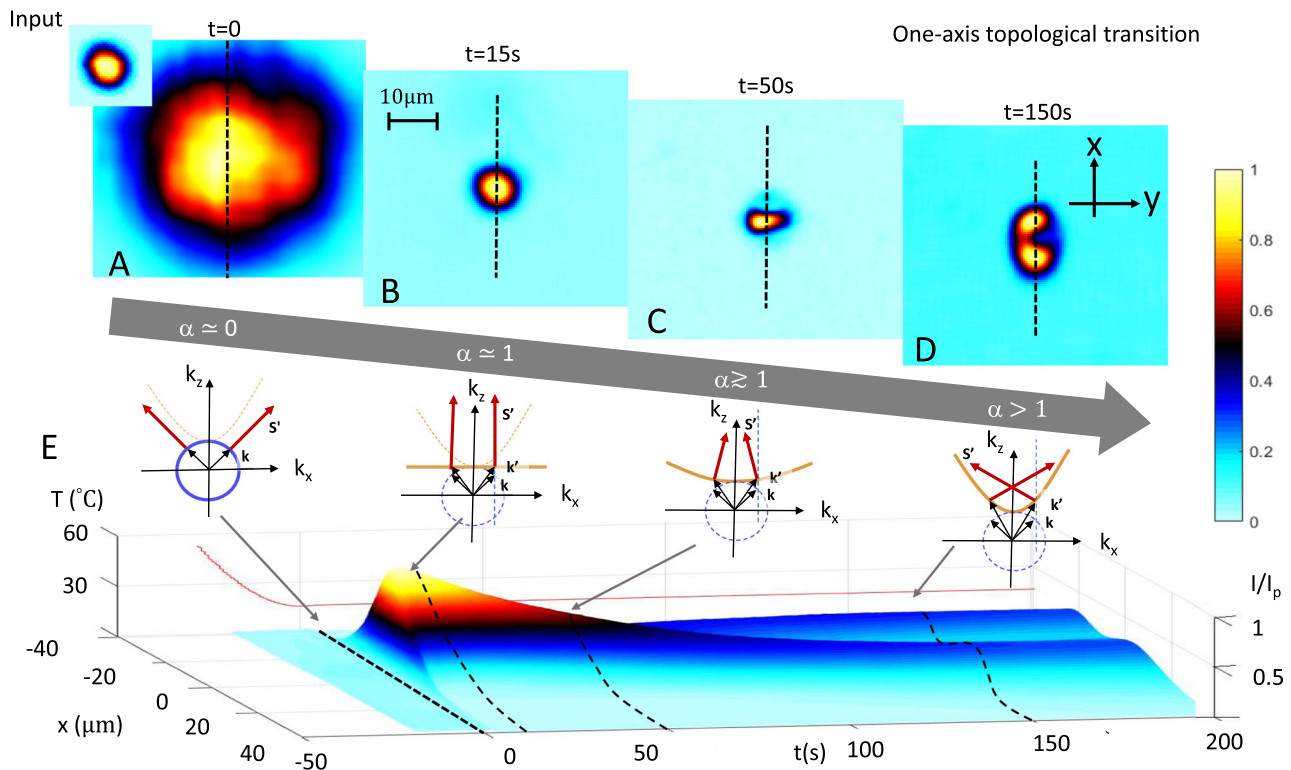 Input
t=0
t=15s
t=50s
t=150s
One-axis topological transition
10μm
x
y
A
B
C
D
1
0.8
0.6
0.4
0.2
0
α ≃ 0
α ≃ 1
α ≳ 1
α > 1
E
k_z
s'
k
k_x
k_z
s'
k'
k
k_x
k_z
s'
k'
k
k_x
k_z
s'
k'
k
k_x
T (°C)
60
30
-40
-20
0
20
40
x (μm)
-50
0
50
t(s)
100
150
200
I/I_p
1
0.5